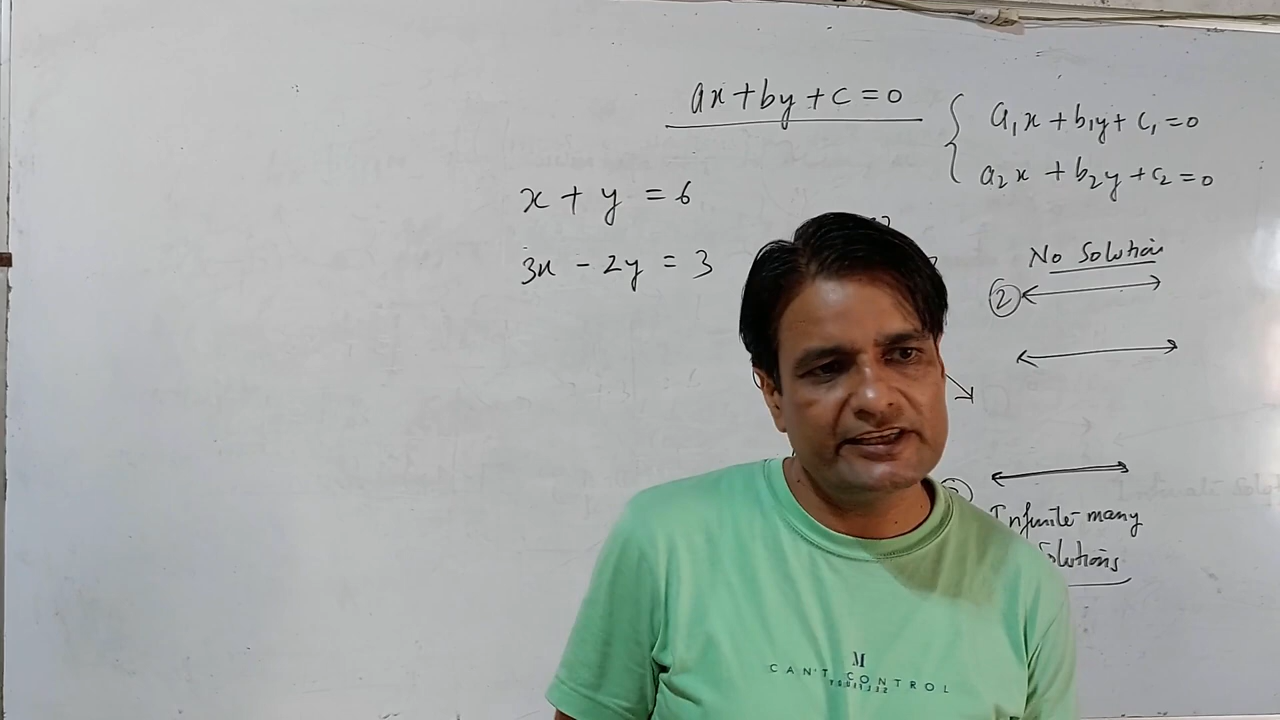 ax + by + c = 0
a₁x + b₁y + c₁ = 0
a₂x + b₂y + c₂ = 0
x + y = 6
3x - 2y = 3
No Solution
②
Infinite many
Solutions
M
CAN'T CONTROL